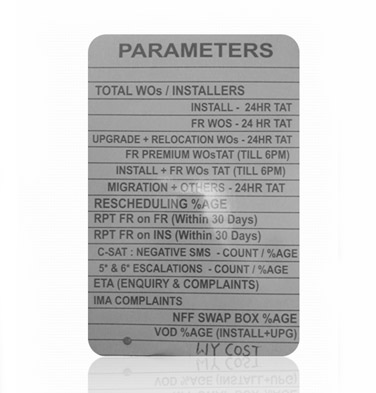 PARAMETERS
TOTAL WOs / INSTALLERS
INSTALL - 24HR TAT
FR WOS - 24 HR TAT
UPGRADE + RELOCATION WOs - 24HR TAT
FR PREMIUM WOsTAT (TILL 6PM)
INSTALL + FR WOs TAT (TILL 6PM)
MIGRATION + OTHERS - 24HR TAT
RESCHEDULING %AGE
RPT FR on FR (Within 30 Days)
RPT FR on INS (Within 30 Days)
C-SAT : NEGATIVE SMS - COUNT / %AGE
5* & 6* ESCALATIONS - COUNT / %AGE
ETA (ENQUIRY & COMPLAINTS)
IMA COMPLAINTS
NFF SWAP BOX %AGE
VOD %AGE (INSTALL+UPG)
WY COST